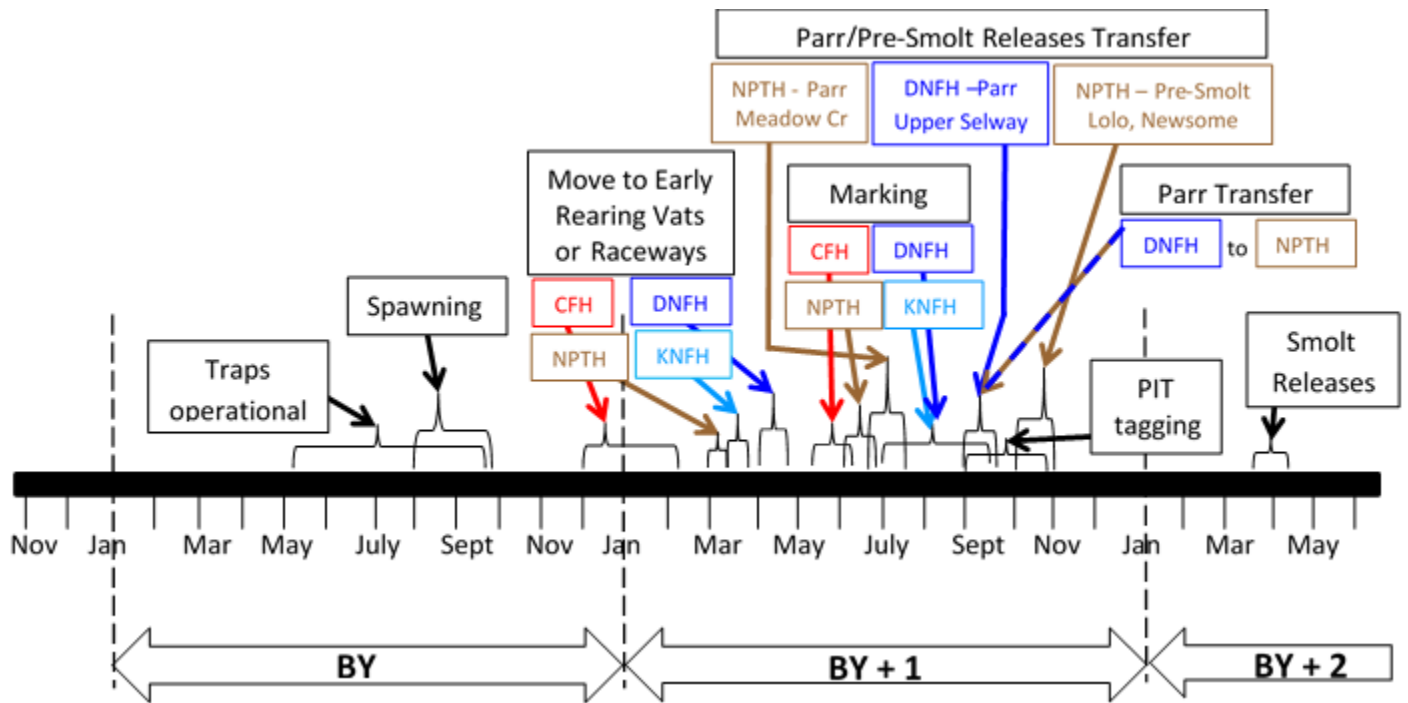 Parr/Pre-Smolt Releases Transfer
NPTH - Parr
Meadow Cr
DNFH –Parr
Upper Selway
NPTH – Pre-Smolt
Lolo, Newsome
Move to Early
Rearing Vats
or Raceways
Marking
Parr Transfer
CFH
DNFH
DNFH
to
NPTH
CFH
DNFH
NPTH
KNFH
Spawning
NPTH
KNFH
Traps
operational
PIT
tagging
Smolt
Releases
Nov Jan Mar May July Sept Nov Jan Mar May July Sept Nov Jan Mar May
BY
BY + 1
BY + 2